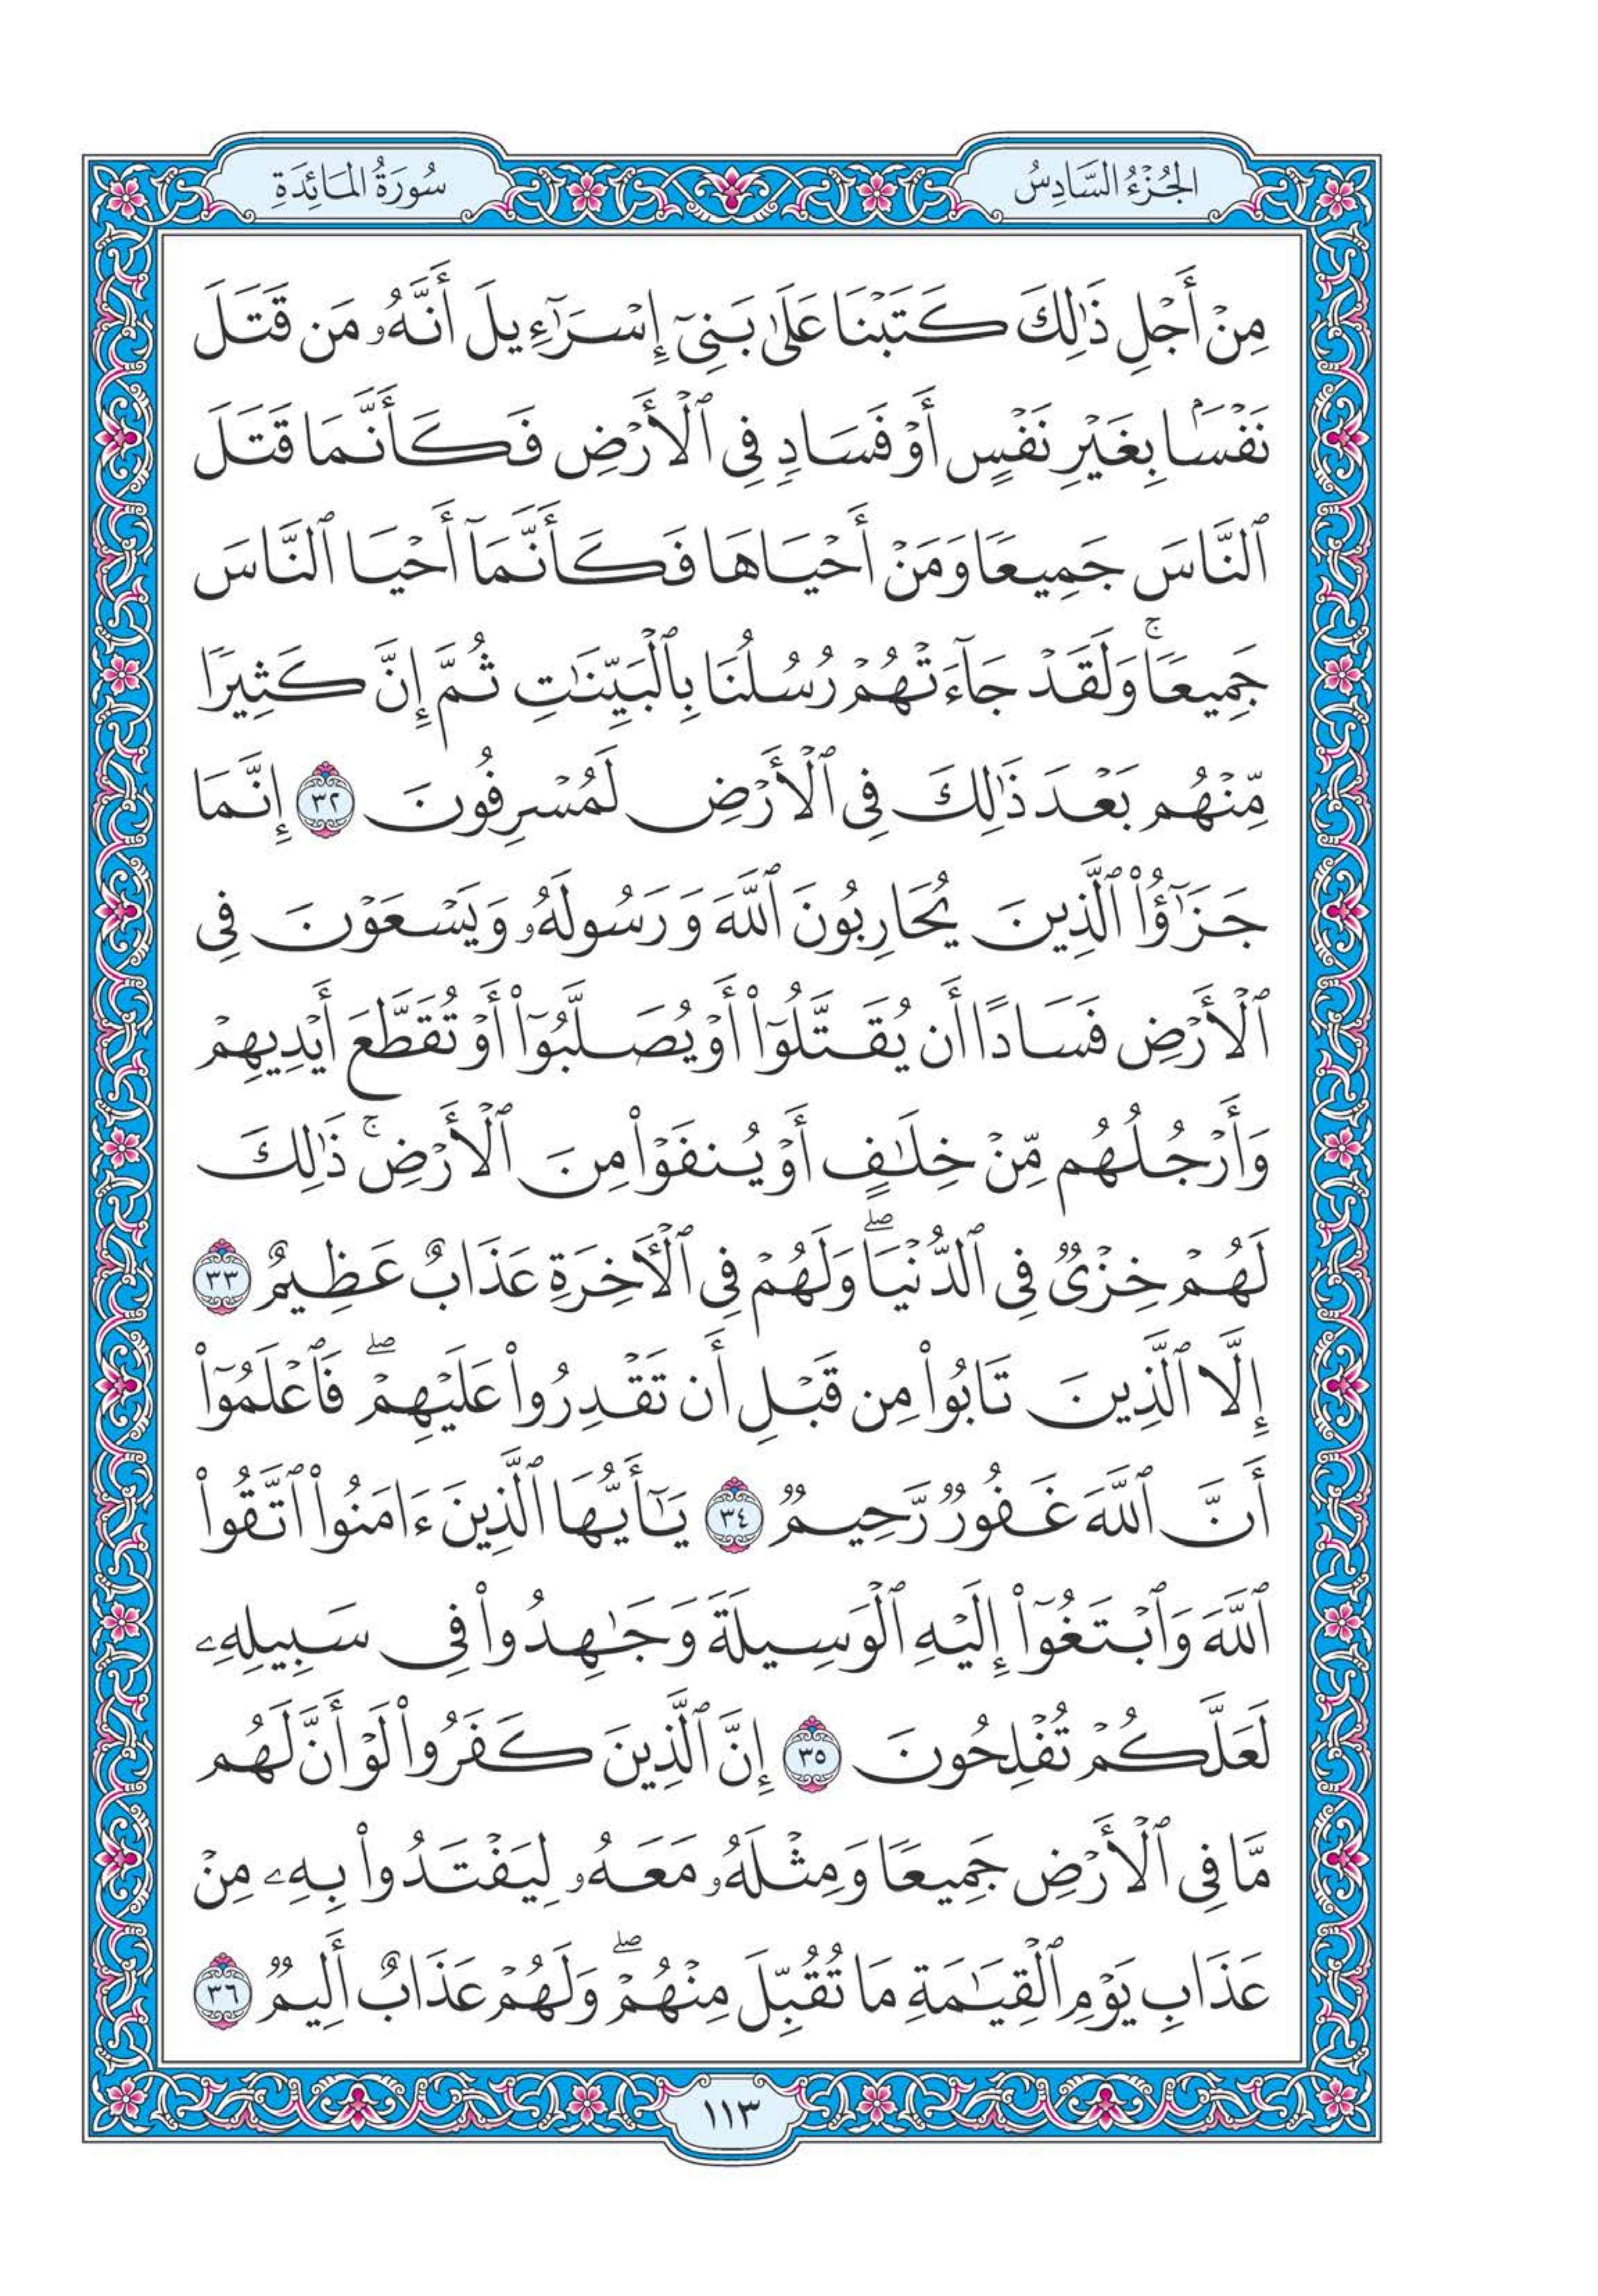 الجُزْءُ السَّادِسُ
سُورَةُ المَائِدَةِ
مِنْ أَجْلِ ذَٰلِكَ كَتَبْنَا عَلَىٰ بَنِىٓ إِسْرَٰٓءِيلَ أَنَّهُۥ مَن قَتَلَ
نَفْسًۢا بِغَيْرِ نَفْسٍ أَوْ فَسَادٍ فِى ٱلْأَرْضِ فَكَأَنَّمَا قَتَلَ
ٱلنَّاسَ جَمِيعًا وَمَنْ أَحْيَاهَا فَكَأَنَّمَآ أَحْيَا ٱلنَّاسَ
جَمِيعًا ۚ وَلَقَدْ جَآءَتْهُمْ رُسُلُنَا بِٱلْبَيِّنَٰتِ ثُمَّ إِنَّ كَثِيرًا
مِّنْهُم بَعْدَ ذَٰلِكَ فِى ٱلْأَرْضِ لَمُسْرِفُونَ ٣٢ إِنَّمَا
جَزَٰٓؤُا۟ ٱلَّذِينَ يُحَارِبُونَ ٱللَّهَ وَرَسُولَهُۥ وَيَسْعَوْنَ فِى
ٱلْأَرْضِ فَسَادًا أَن يُقَتَّلُوٓا۟ أَوْ يُصَلَّبُوٓا۟ أَوْ تُقَطَّعَ أَيْدِيهِمْ
وَأَرْجُلُهُم مِّنْ خِلَٰفٍ أَوْ يُنفَوْا۟ مِنَ ٱلْأَرْضِ ۚ ذَٰلِكَ
لَهُمْ خِزْىٌ فِى ٱلدُّنْيَا ۖ وَلَهُمْ فِى ٱلْأَخِرَةِ عَذَابٌ عَظِيمٌ ٣٣
إِلَّا ٱلَّذِينَ تَابُوا۟ مِن قَبْلِ أَن تَقْدِرُوا۟ عَلَيْهِمْ ۖ فَٱعْلَمُوٓا۟
أَنَّ ٱللَّهَ غَفُورٌ رَّحِيمٌ ٣٤ يَٰٓأَيُّهَا ٱلَّذِينَ ءَامَنُوا۟ ٱتَّقُوا۟
ٱللَّهَ وَٱبْتَغُوٓا۟ إِلَيْهِ ٱلْوَسِيلَةَ وَجَٰهِدُوا۟ فِى سَبِيلِهِۦ
لَعَلَّكُمْ تُفْلِحُونَ ٣٥ إِنَّ ٱلَّذِينَ كَفَرُوا۟ لَوْ أَنَّ لَهُم
مَّا فِى ٱلْأَرْضِ جَمِيعًا وَمِثْلَهُۥ مَعَهُۥ لِيَفْتَدُوا۟ بِهِۦ مِنْ
عَذَابِ يَوْمِ ٱلْقِيَٰمَةِ مَا تُقُبِّلَ مِنْهُمْ ۖ وَلَهُمْ عَذَابٌ أَلِيمٌ ٣٦
١١٣